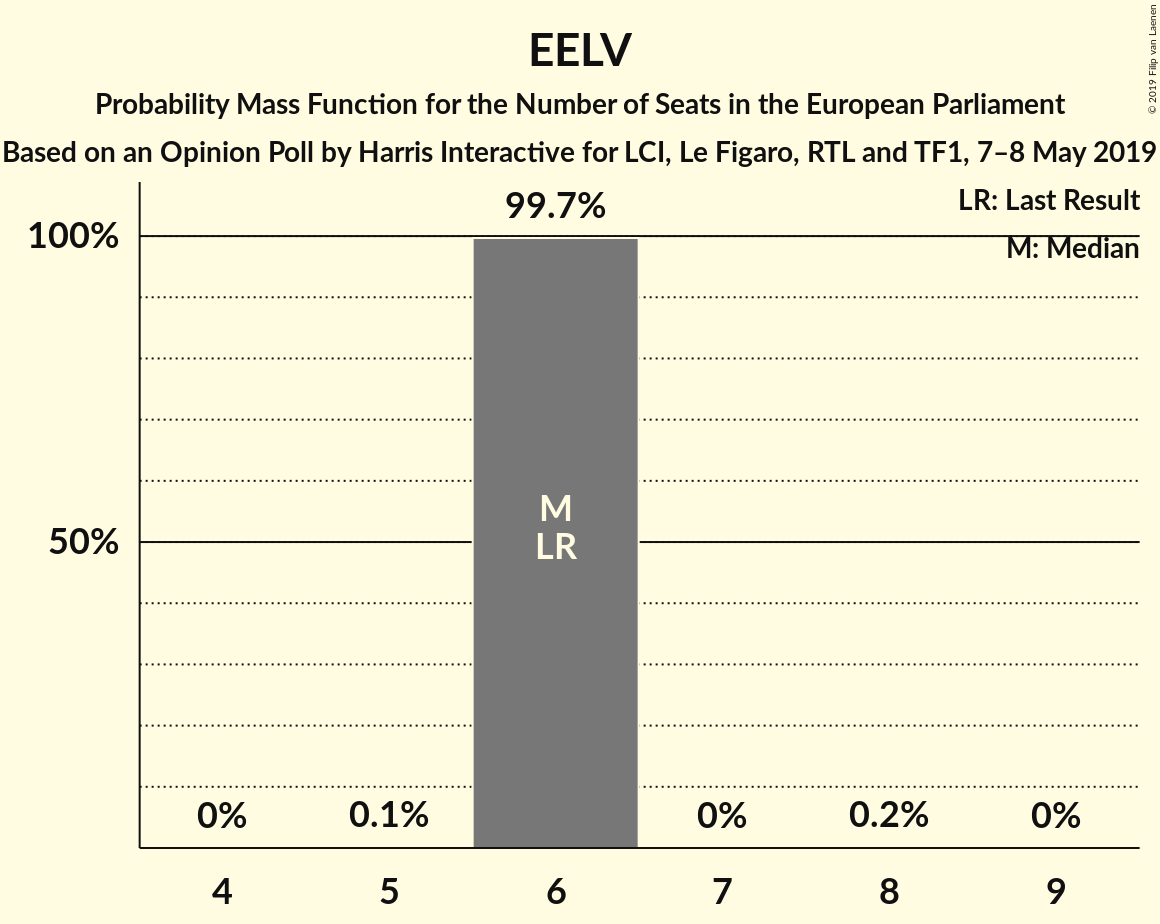 EELV
Probability Mass Function for the Number of Seats in the European Parliament
Based on an Opinion Poll by Harris Interactive for LCI, Le Figaro, RTL and TF1, 7–8 May 2019
© 2019 Filip van Laenen
LR: Last Result
M: Median
100%
50%
99.7%
M
LR
0%
0.1%
0%
0.2%
0%
4 5 6 7 8 9